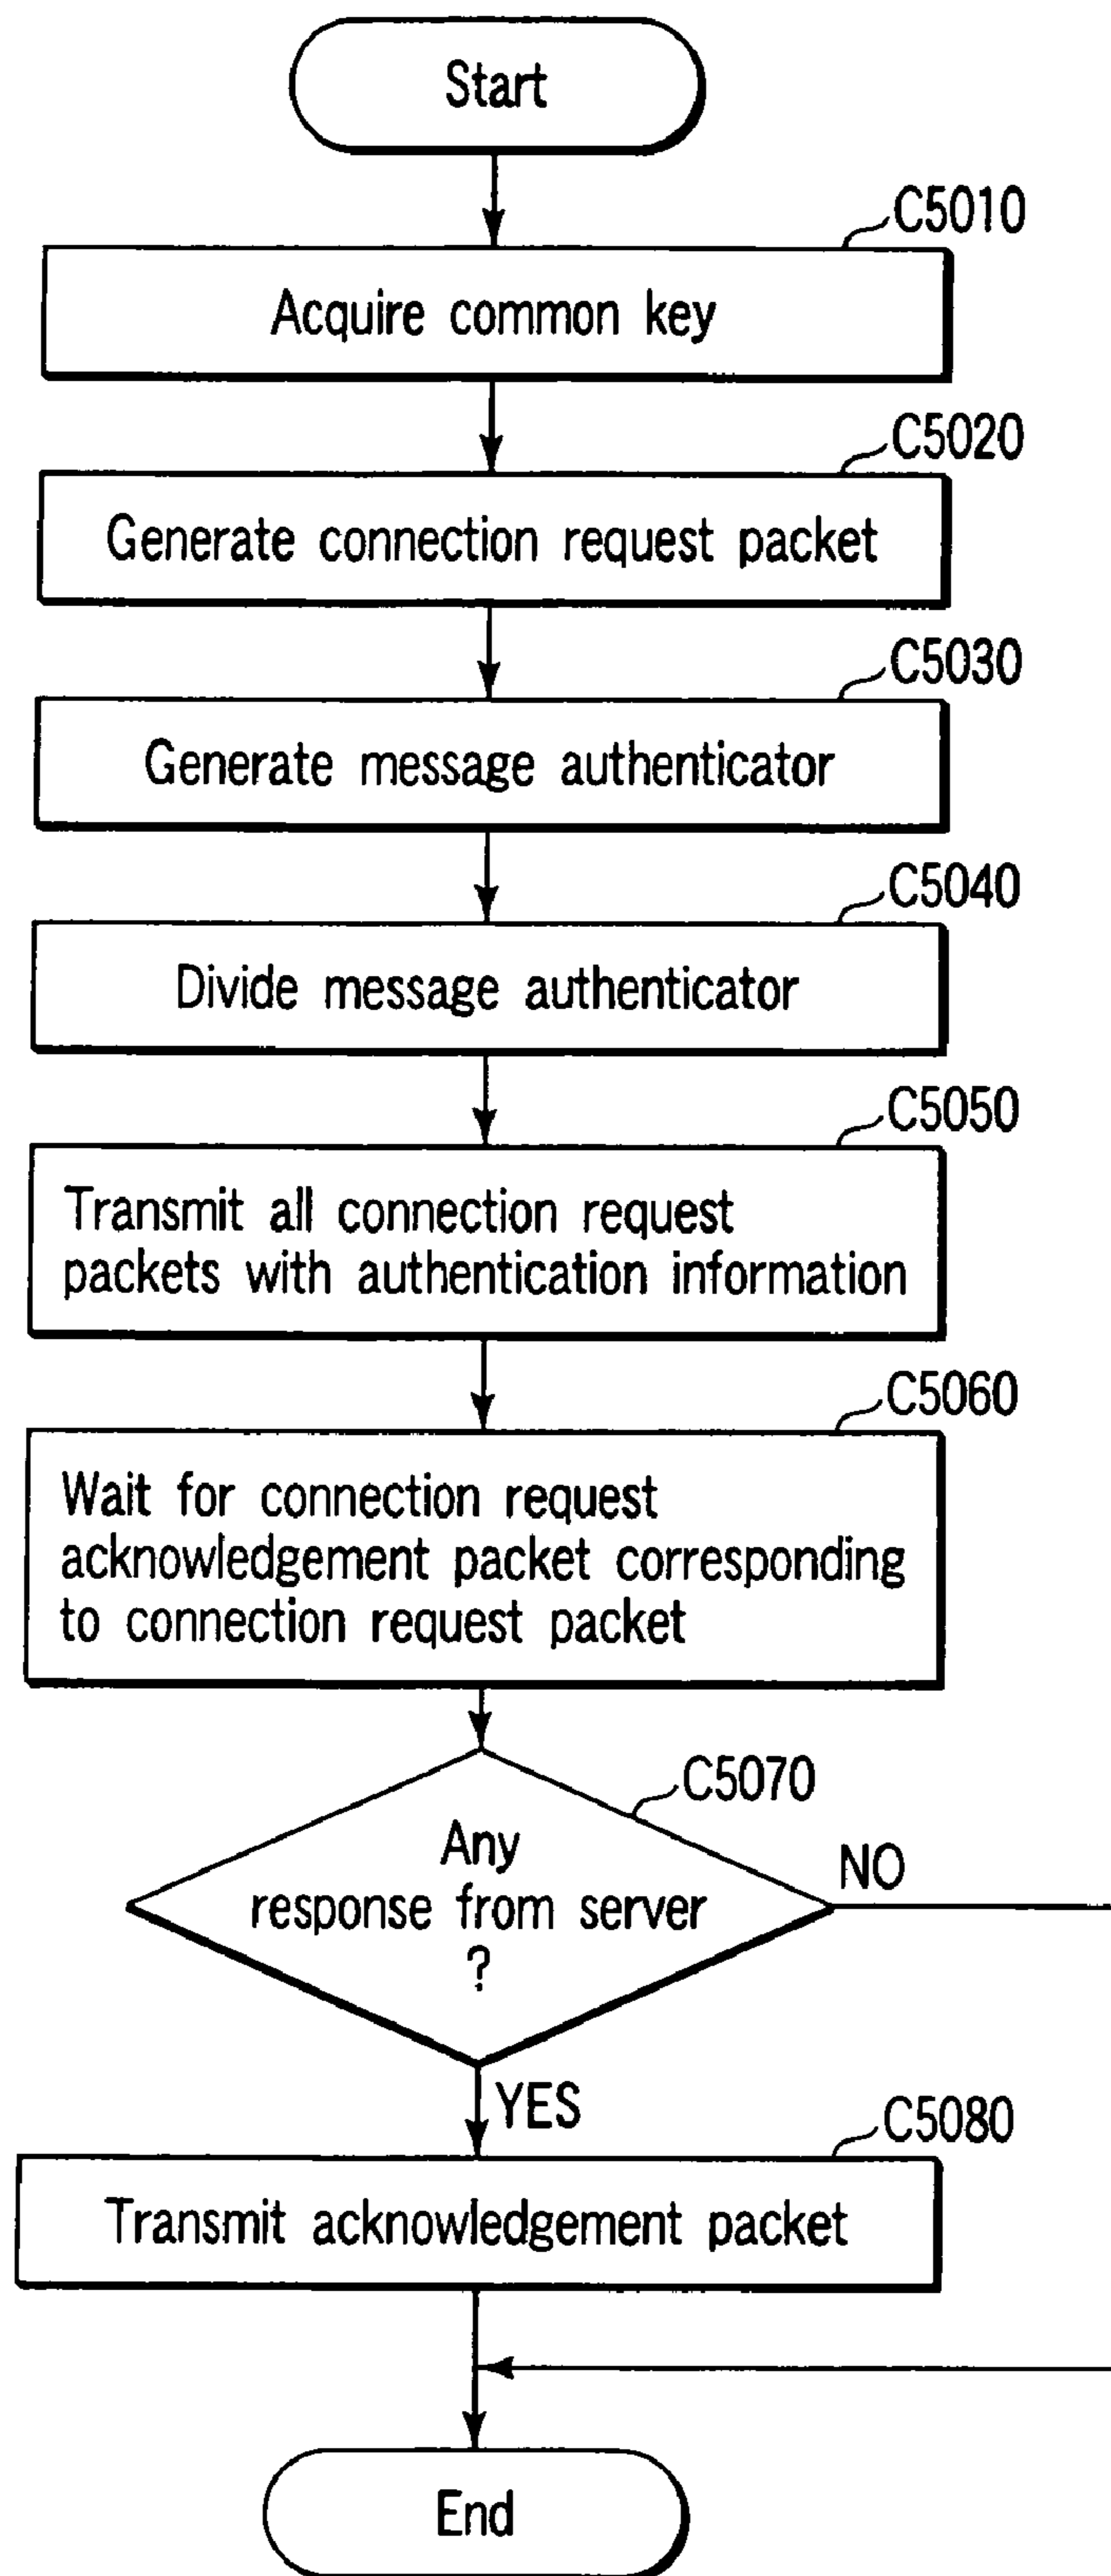 Start
C5010
Acquire common key
C5020
Generate connection request packet
C5030
Generate message authenticator
C5040
Divide message authenticator
C5050
Transmit all connection request
packets with authentication information
C5060
Wait for connection request
acknowledgement packet corresponding
to connection request packet
C5070
Any
response from server
?
NO
YES
C5080
Transmit acknowledgement packet
End